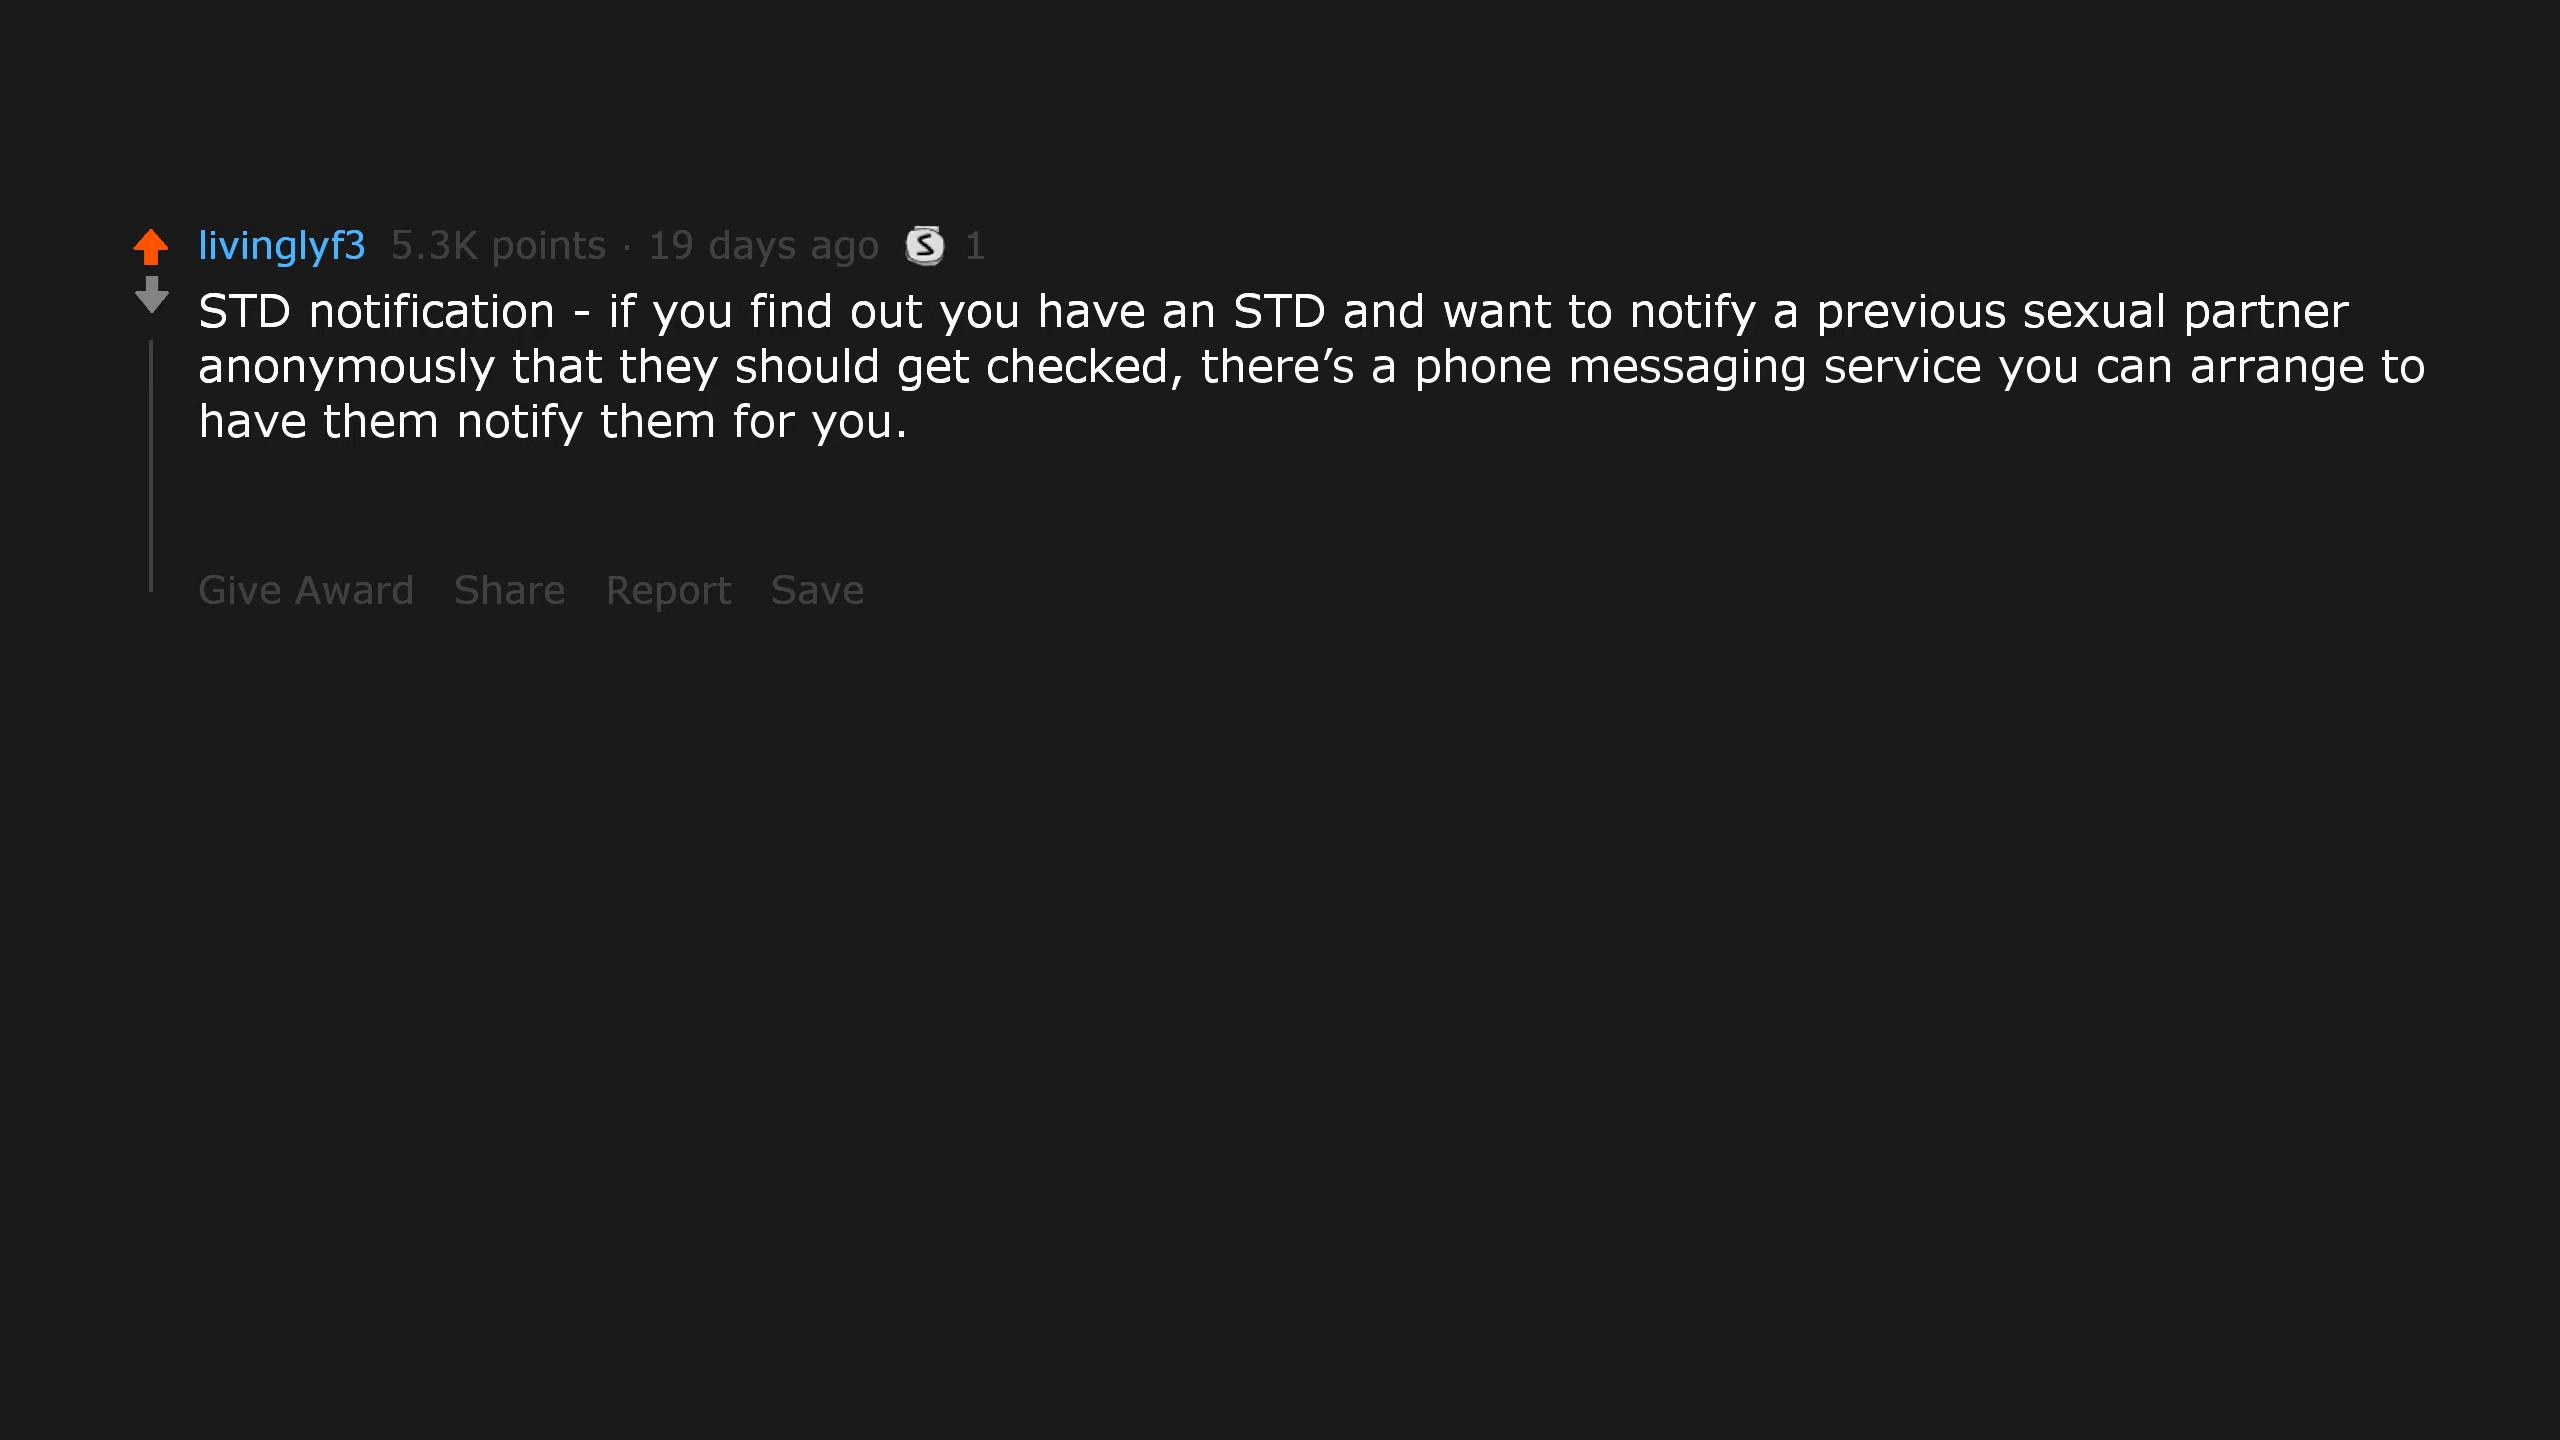 livinglyf3 5.3K points · 19 days ago S 1
STD notification - if you find out you have an STD and want to notify a previous sexual partner
anonymously that they should get checked, there’s a phone messaging service you can arrange to
have them notify them for you.
Give Award Share Report Save